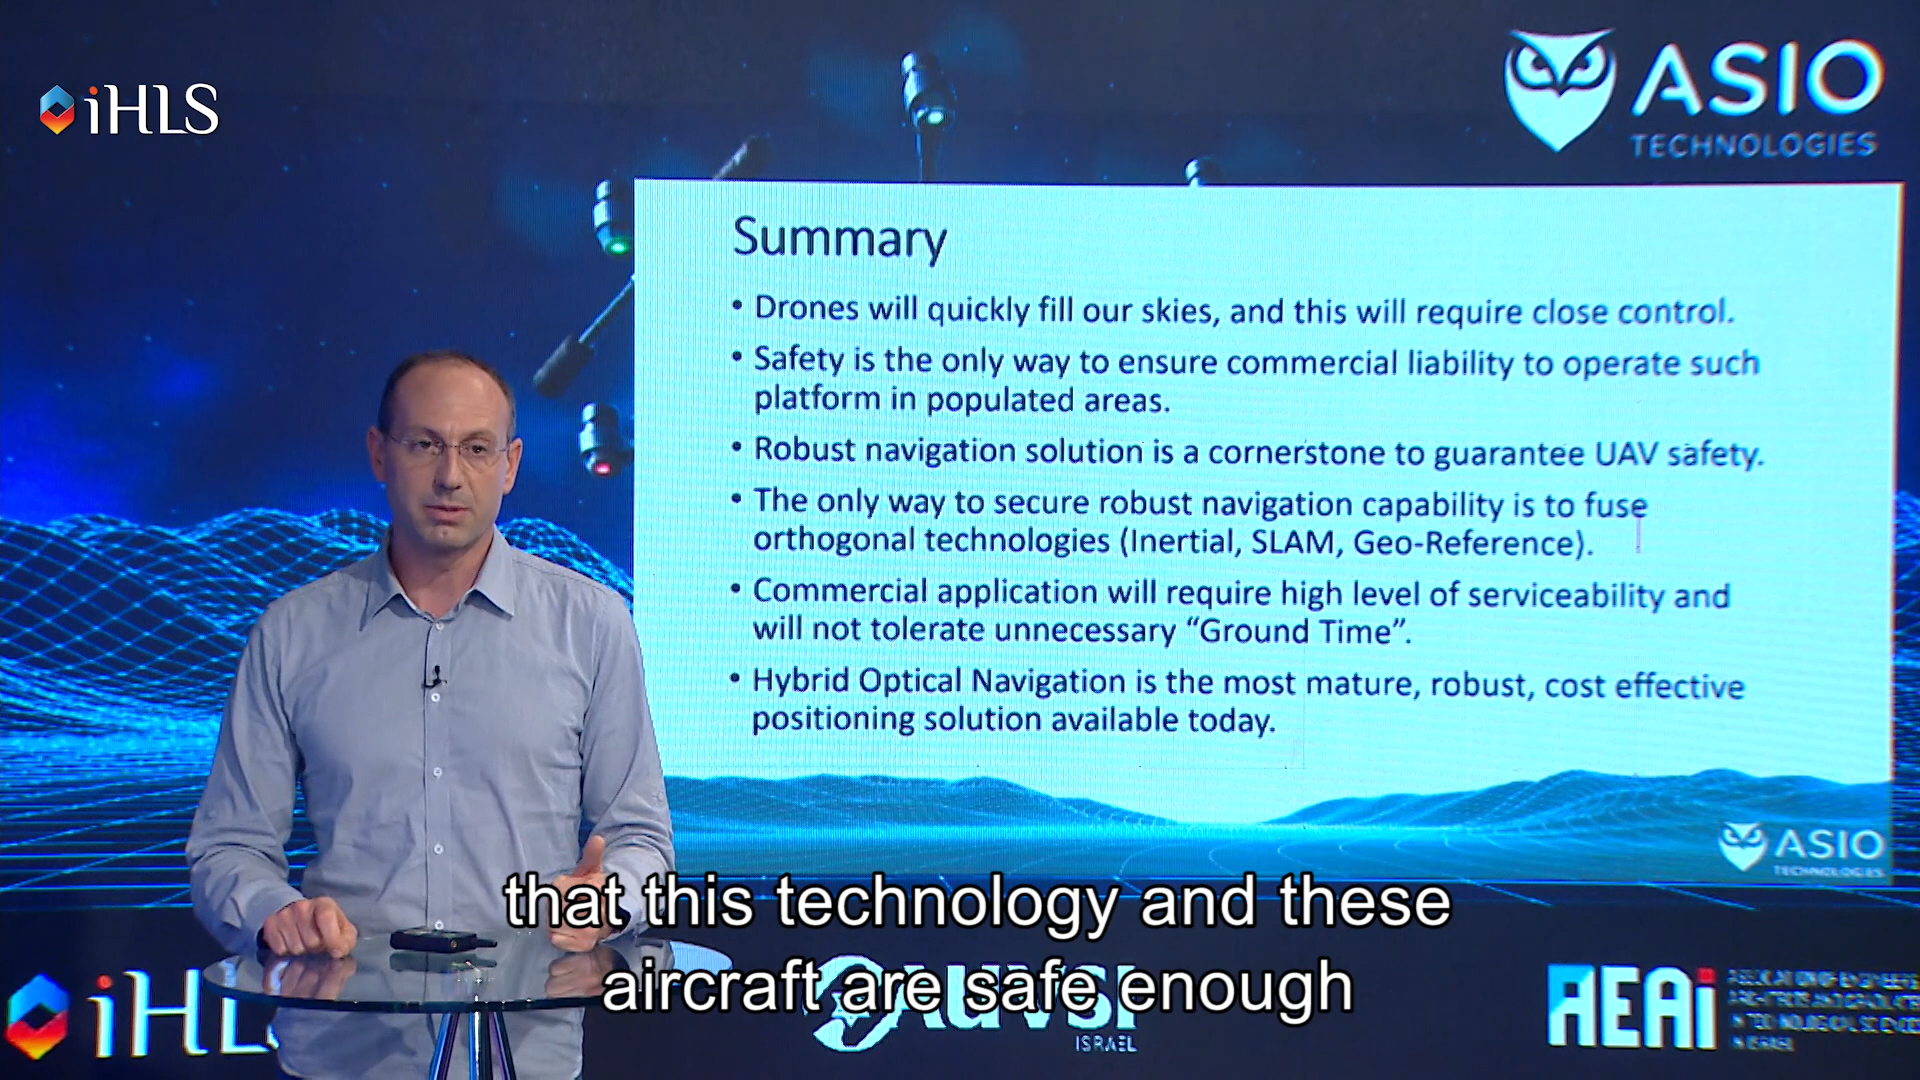 iHLS
ASIO
TECHNOLOGIES
Summary
• Drones will quickly fill our skies, and this will require close control.
• Safety is the only way to ensure commercial liability to operate such
platform in populated areas.
• Robust navigation solution is a cornerstone to guarantee UAV safety.
• The only way to secure robust navigation capability is to fuse
orthogonal technologies (Inertial, SLAM, Geo-Reference).
• Commercial application will require high level of serviceability and
will not tolerate unnecessary “Ground Time”.
• Hybrid Optical Navigation is the most mature, robust, cost effective
positioning solution available today.
ASIO
TECHNOLOGIES
that this technology and these
aircraft are safe enough
AUVSI
ISRAEL
AEAi